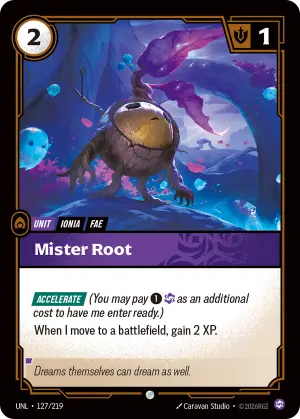 2
1
UNIT IONIA FAE
Mister Root
ACCELERATE (You may pay 1 as an additional
cost to have me enter ready.)
When I move to a battlefield, gain 2 XP.
Dreams themselves can dream as well.
UNL • 127/219
Caravan Studio • ©2026RGI